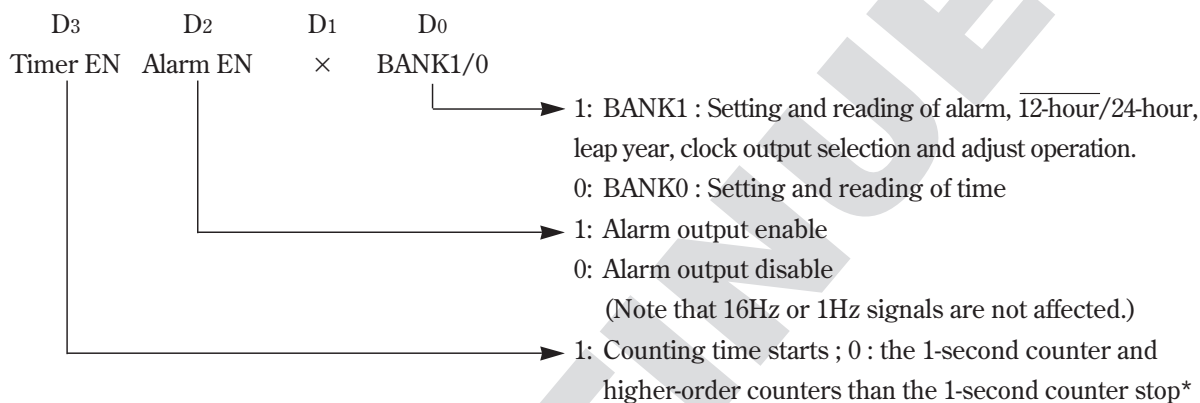 D3 D2 D1 D0
Timer EN Alarm EN × BANK1/0
1: BANK1 : Setting and reading of alarm, 12-hour/24-hour,
leap year, clock output selection and adjust operation.
0: BANK0 : Setting and reading of time
1: Alarm output enable
0: Alarm output disable
(Note that 16Hz or 1Hz signals are not affected.)
1: Counting time starts ; 0 : the 1-second counter and
higher-order counters than the 1-second counter stop*